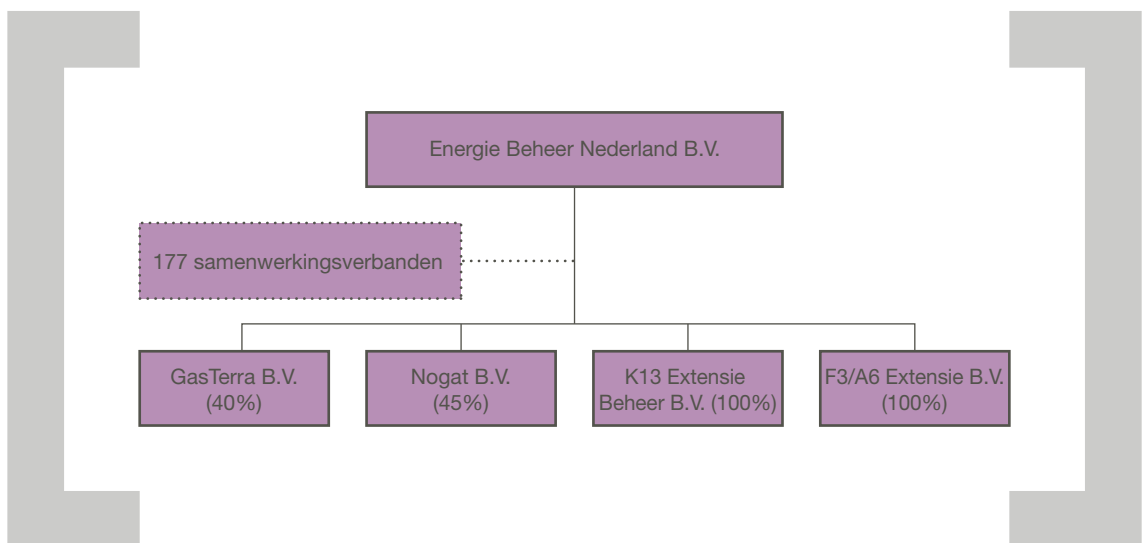 Energie Beheer Nederland B.V.
177 samenwerkingsverbanden
GasTerra B.V.
(40%)
Nogat B.V.
(45%)
K13 Extensie
Beheer B.V. (100%)
F3/A6 Extensie B.V.
(100%)